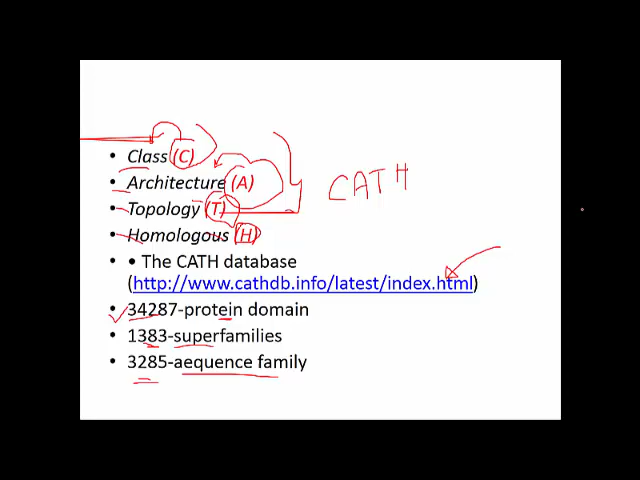 • Class (C)
• Architecture (A)
CATH
• Topology (T)
• Homologous (H)
• • The CATH database
(http://www.cathdb.info/latest/index.html)
• 34287-protein domain
• 1383-superfamilies
• 3285-aequence family